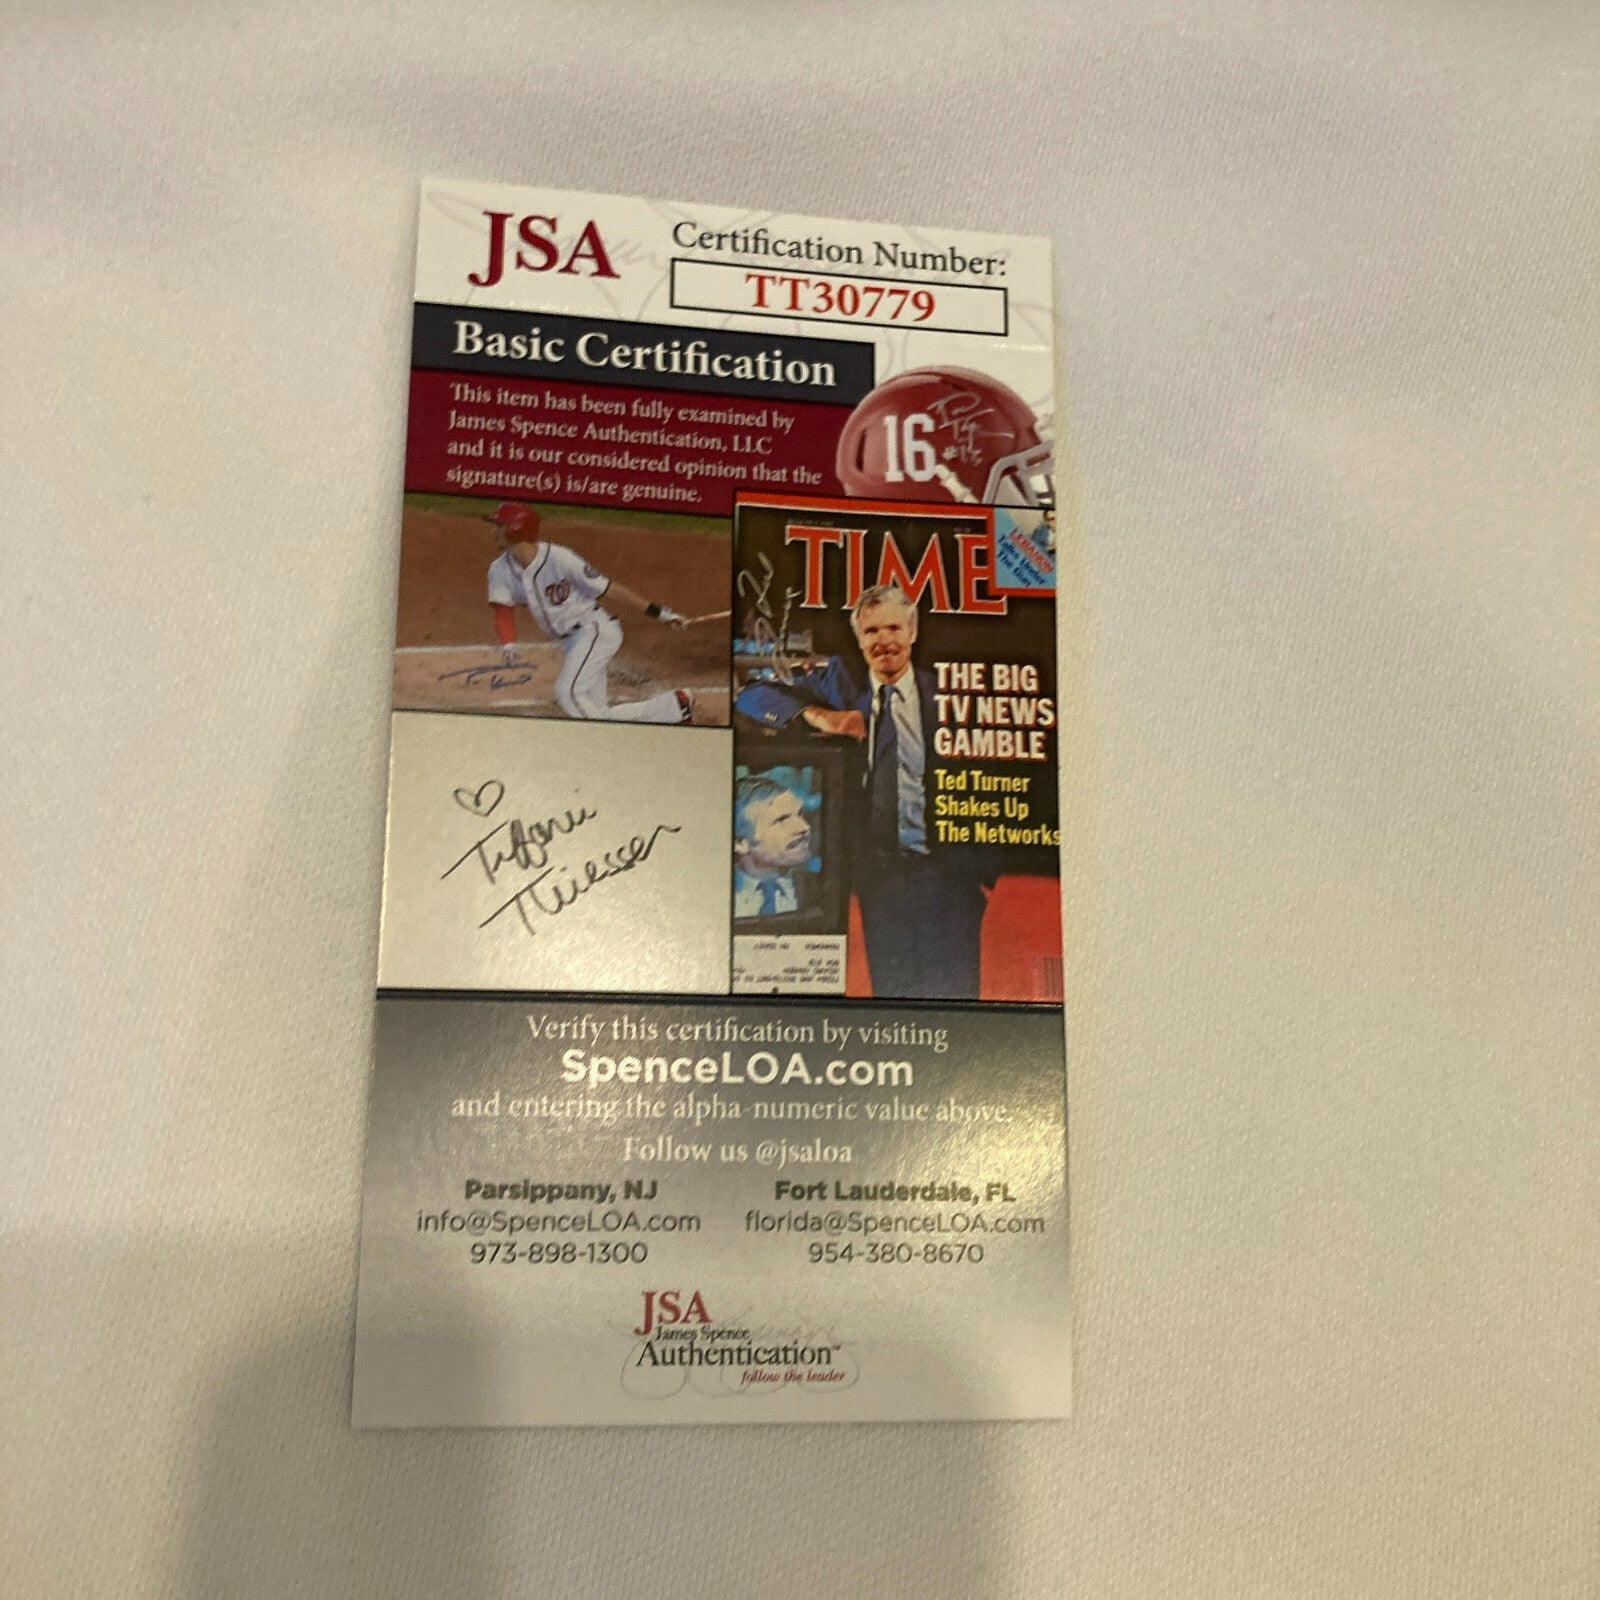 JSA
Certification Number:
TT30779
Basic Certification
This item has been fully examined by
James Spence Authentication, LLC
and it is our considered opinion that the
signature(s) is/are genuine.
16
W
TIME
THE BIG
TV NEWS
GAMBLE
Ted Turner
Shakes Up
The Networks
Tiffani
Thiessen
Verify this certification by visiting
SpenceLOA.com
and entering the alpha-numeric value above.
Follow us @jsaloa
Parsippany, NJ
info@SpenceLOA.com
973-898-1300
Fort Lauderdale, FL
florida@SpenceLOA.com
954-380-8670
JSA
James Spence
Authentication™
follow the leader